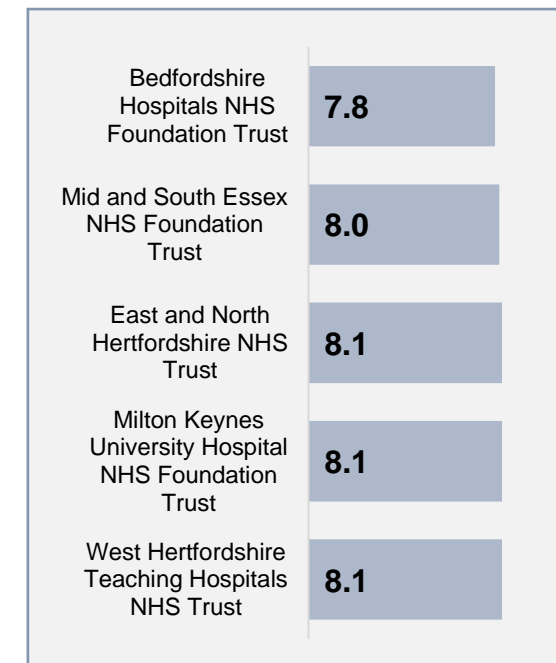 Bedfordshire
Hospitals NHS
Foundation Trust
7.8
Mid and South Essex
NHS Foundation
Trust
8.0
East and North
Hertfordshire NHS
Trust
8.1
Milton Keynes
University Hospital
NHS Foundation
Trust
8.1
West Hertfordshire
Teaching Hospitals
NHS Trust
8.1